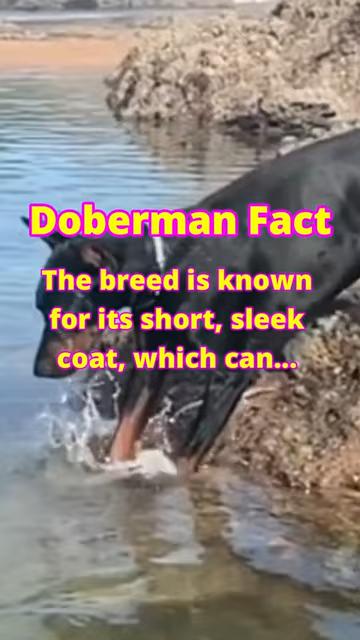 Doberman Fact
The breed is known
for its short, sleek
coat, which can...